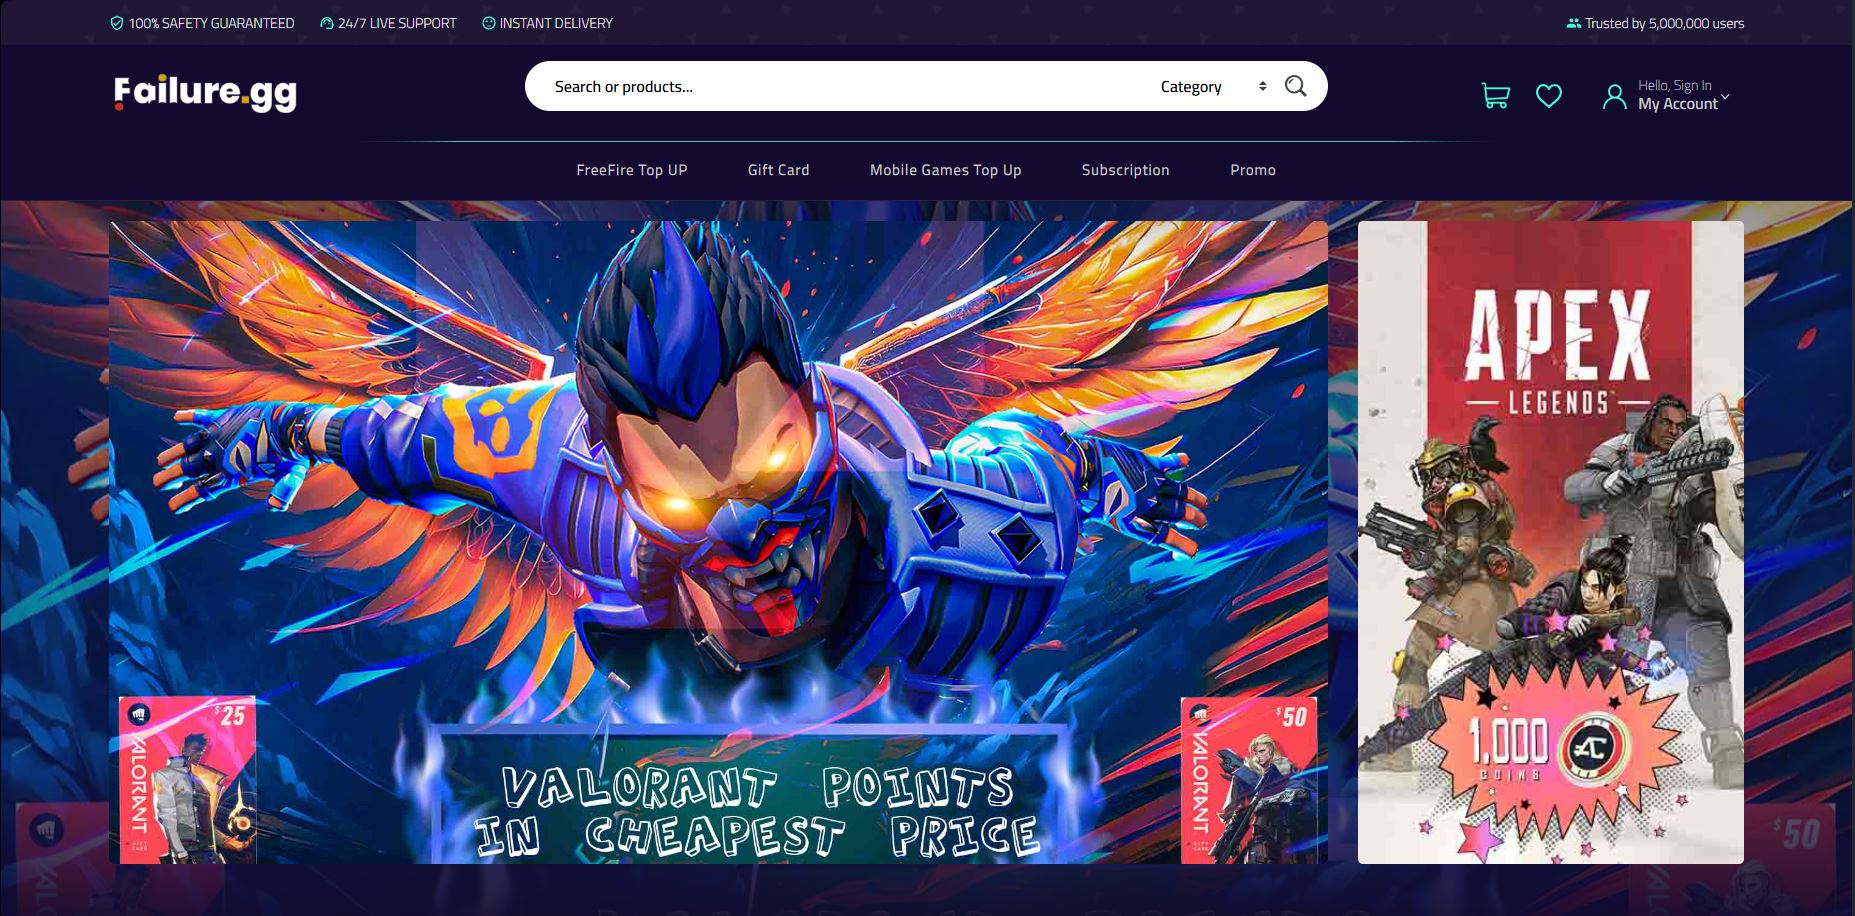 100% SAFETY GUARANTEED
24/7 LIVE SUPPORT
INSTANT DELIVERY
Trusted by 5,000,000 users
Failure.gg
Search or products...
Category
Hello, Sign In
My Account
FreeFire Top UP
Gift Card
Mobile Games Top Up
Subscription
Promo
APEX
LEGENDS™
1,000
COINS
$25
VALORANT
GIFT
CARD
VALORANT POINTS
IN CHEAPEST PRICE
$50
VALORANT
GIFT
CARD
$50